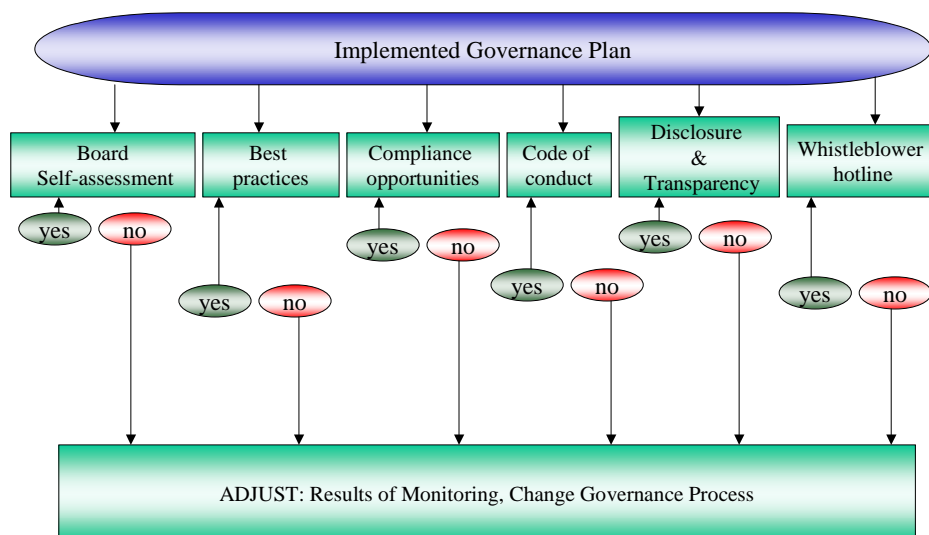 Implemented Governance Plan
Board
Self-assessment
Best
practices
Compliance
opportunities
Code of
conduct
Disclosure
&
Transparency
Whistleblower
hotline
yes
no
yes
no
yes
no
yes
no
yes
no
yes
no
ADJUST: Results of Monitoring, Change Governance Process